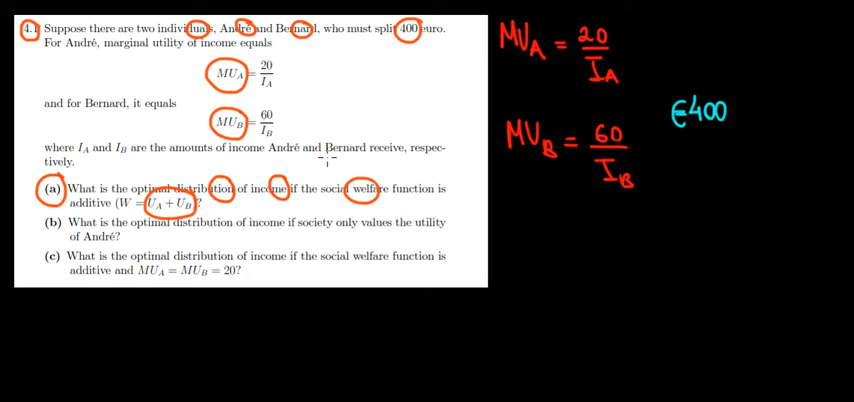 4.1 Suppose there are two individuals, André and Bernard, who must split 400 euro.
For André, marginal utility of income equals
MU_A = 20 / I_A
and for Bernard, it equals
MU_B = 60 / I_B
where I_A and I_B are the amounts of income André and Bernard receive, respec-
tively.
(a) What is the optimal distribution of income if the social welfare function is
additive (W = U_A + U_B)?
(b) What is the optimal distribution of income if society only values the utility
of André?
(c) What is the optimal distribution of income if the social welfare function is
additive and MU_A = MU_B = 20?
MU_A = 20 / I_A
€400
MU_B = 60 / I_B